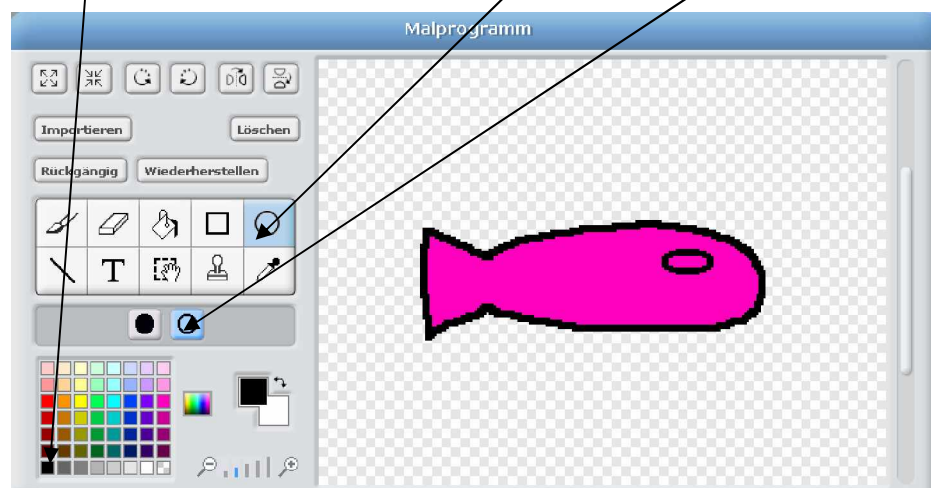 Malprogramm
Importieren
Löschen
Rückgängig
Wiederherstellen
T